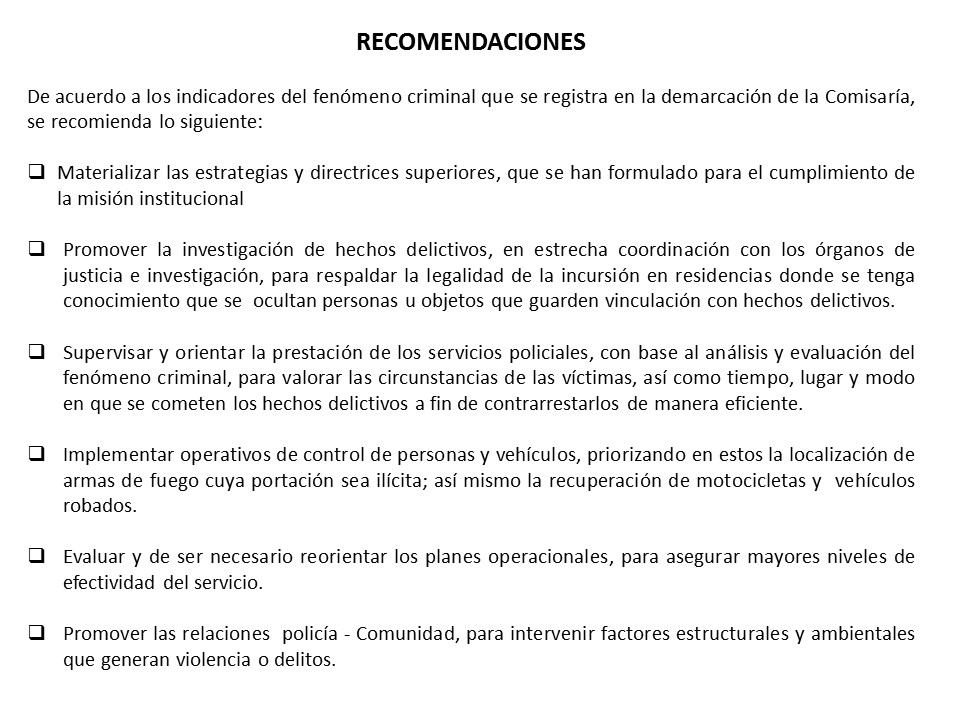 RECOMENDACIONES
De acuerdo a los indicadores del fenómeno criminal que se registra en la demarcación de la Comisaría,
se recomienda lo siguiente:
❑ Materializar las estrategias y directrices superiores, que se han formulado para el cumplimiento de
la misión institucional
❑ Promover la investigación de hechos delictivos, en estrecha coordinación con los órganos de
justicia e investigación, para respaldar la legalidad de la incursión en residencias donde se tenga
conocimiento que se ocultan personas u objetos que guarden vinculación con hechos delictivos.
❑ Supervisar y orientar la prestación de los servicios policiales, con base al análisis y evaluación del
fenómeno criminal, para valorar las circunstancias de las víctimas, así como tiempo, lugar y modo
en que se cometen los hechos delictivos a fin de contrarrestarlos de manera eficiente.
❑ Implementar operativos de control de personas y vehículos, priorizando en estos la localización de
armas de fuego cuya portación sea ilícita; así mismo la recuperación de motocicletas y vehículos
robados.
❑ Evaluar y de ser necesario reorientar los planes operacionales, para asegurar mayores niveles de
efectividad del servicio.
❑ Promover las relaciones policía - Comunidad, para intervenir factores estructurales y ambientales
que generan violencia o delitos.